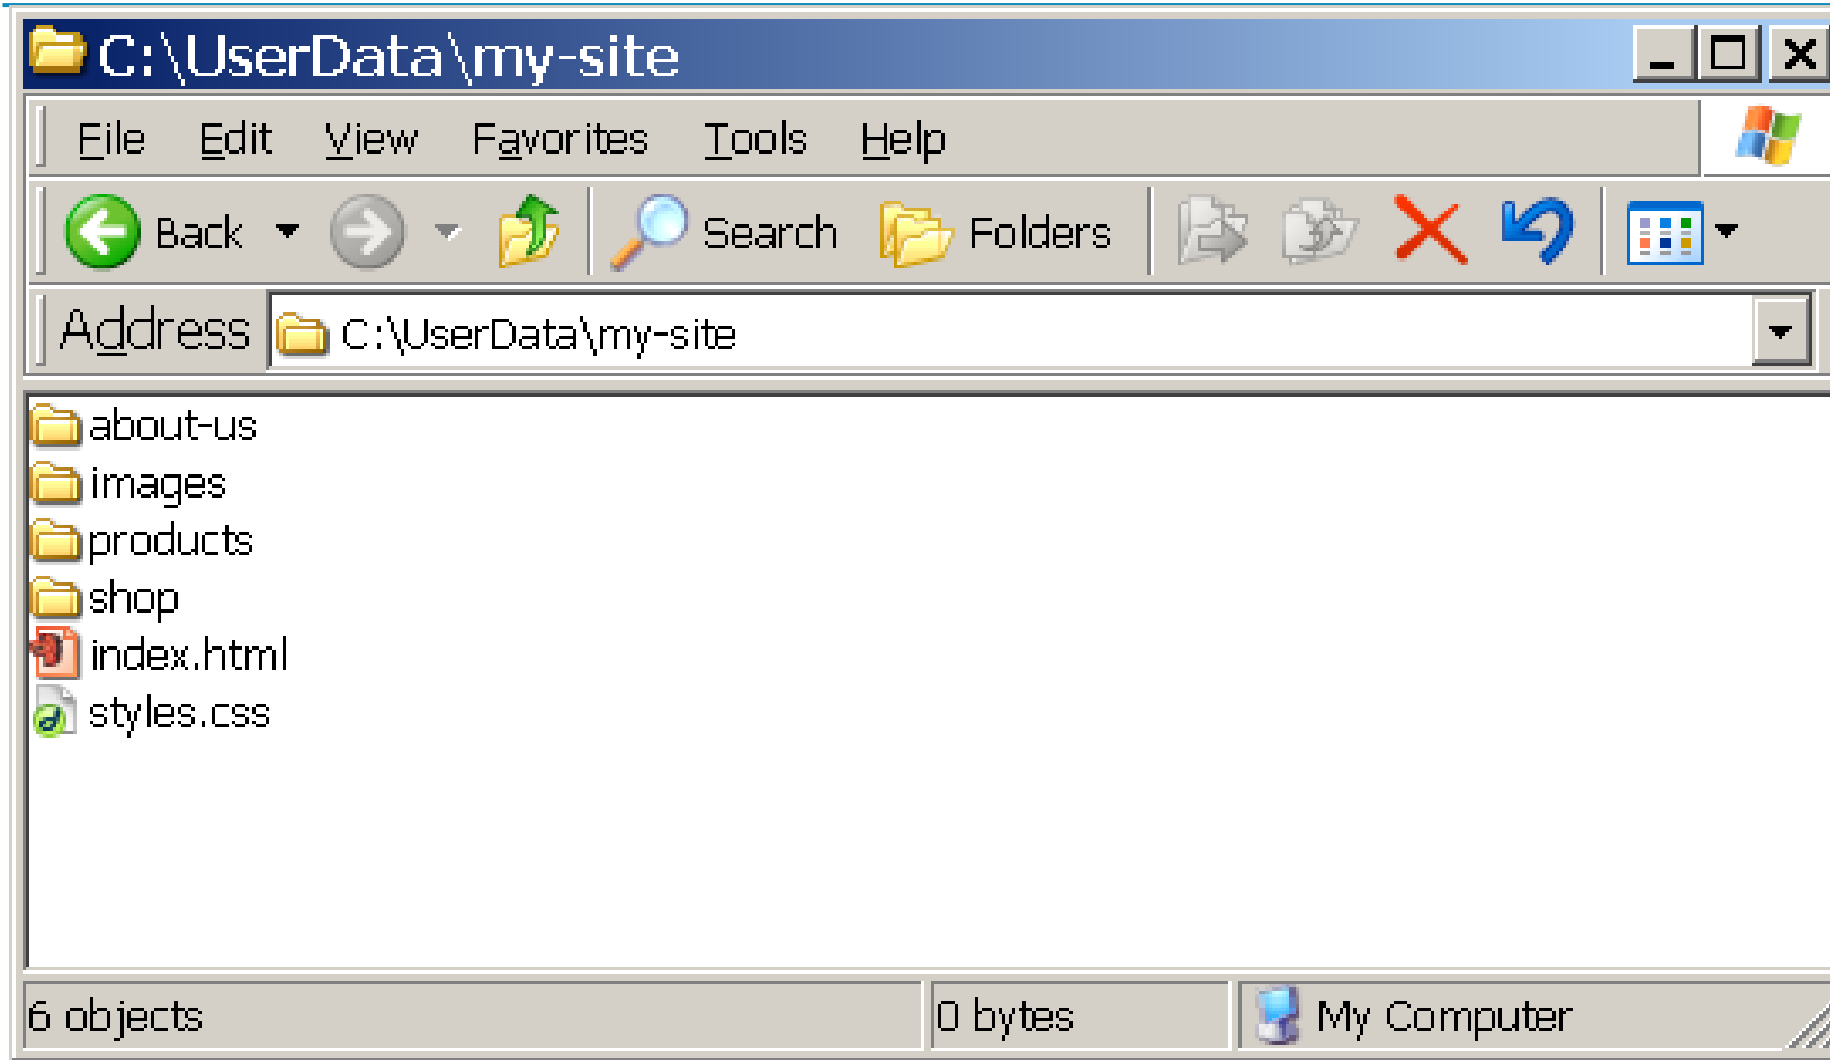 C:\UserData\my-site
File Edit View Favorites Tools Help
Back Search Folders
Address C:\UserData\my-site
about-us
images
products
shop
index.html
styles.css
6 objects 0 bytes My Computer